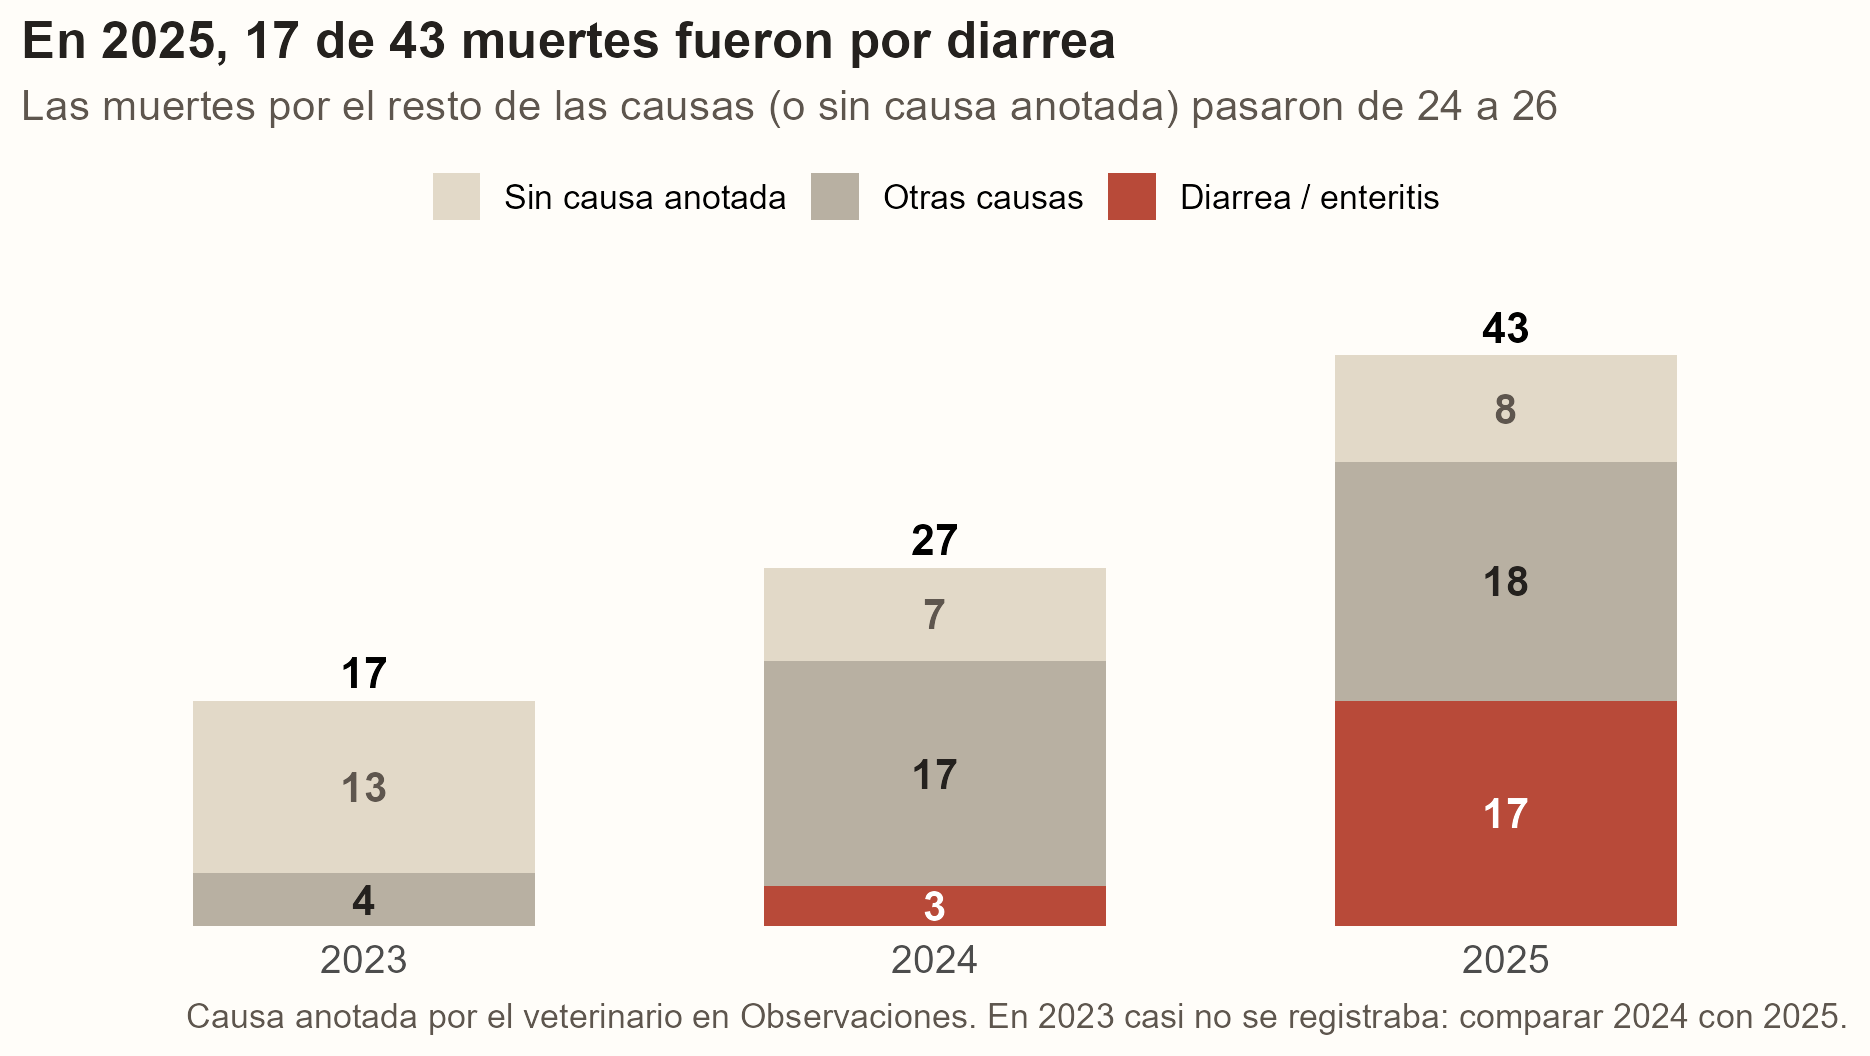 En 2025, 17 de 43 muertes fueron por diarrea
Las muertes por el resto de las causas (o sin causa anotada) pasaron de 24 a 26
Sin causa anotada
Otras causas
Diarrea / enteritis
17
13
4
2023
27
7
17
3
2024
43
8
18
17
2025
Causa anotada por el veterinario en Observaciones. En 2023 casi no se registraba: comparar 2024 con 2025.